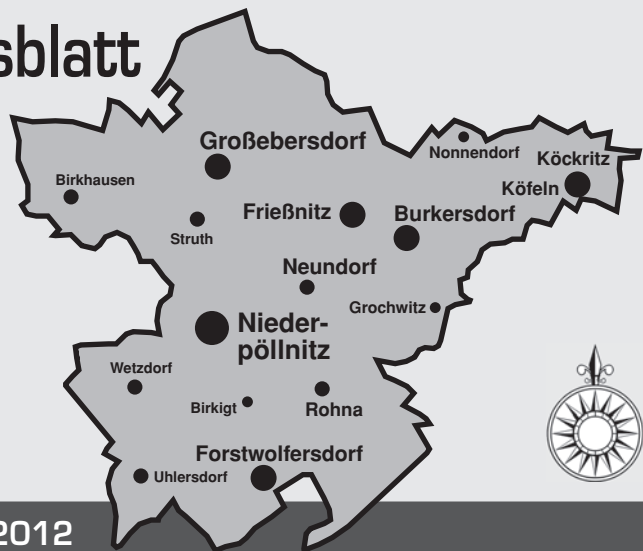 sblatt
Großebersdorf
Nonnendorf
Köckritz
Birkhausen
Köfeln
Frießnitz
Burkersdorf
Struth
Neundorf
Grochwitz
Nieder-
pöllnitz
Wetzdorf
Birkigt
Rohna
Forstwolfersdorf
Uhlersdorf
2012